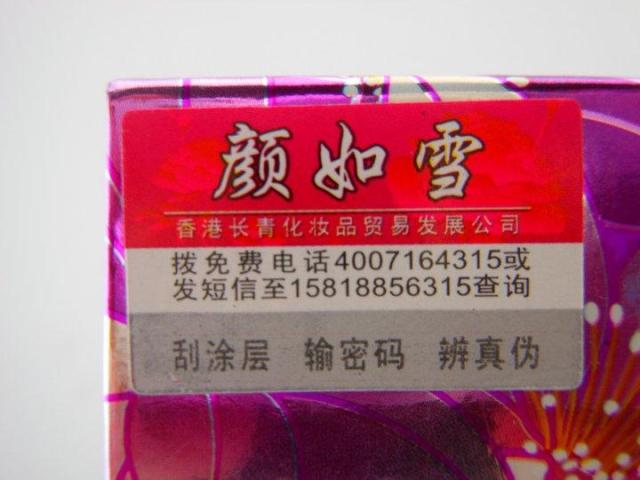 颜如雪
香港长青化妆品贸易发展公司
拨免费电话4007164315或
发短信至15818856315查询
刮涂层 输密码 辨真伪